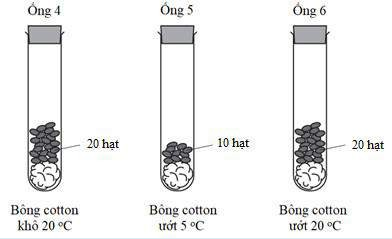 Ống 4
Ống 5
Ống 6
20 hạt
10 hạt
20 hạt
Bông cotton
khô 20 °C
Bông cotton
ướt 5 °C
Bông cotton
ướt 20 °C